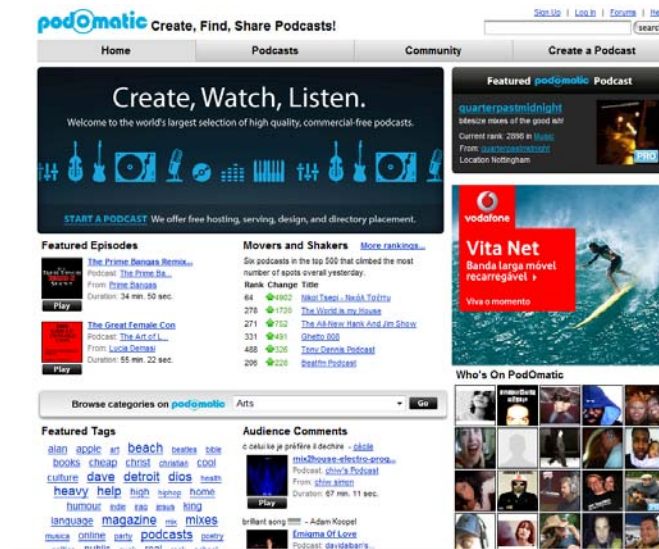 podOmatic Create, Find, Share Podcasts!
Sign Up | Log In | Forums |
Home
Podcasts
Community
Create a Podcast
Create, Watch, Listen.
Welcome to the world's largest selection of high quality, commercial-free podcasts.
START A PODCAST We offer free hosting, serving, design, and directory placement.
Featured podomatic Podcast
quarterpastmidnight
bitesize mixes of the good ish!
Current rank: 2896 in Music
From: quarterpastmidnight
Location Nottingham
PRO
vodafone
Vita Net
Banda larga móvel
recarregável
Viva o momento
Featured Episodes
The Prime Bangas Remix...
Podcast: The Prime Ba...
From: Prime Bangas
Duration: 34 min. 50 sec.
Play
The Great Female Con
Podcast: The Art of L...
From: Lucia Demasi
Duration: 55 min. 22 sec.
Play
Movers and Shakers More rankings...
Six podcasts in the top 500 that climbed the most
number of spots overall yesterday.
Rank Change Title
64 4902
278 1720 The World is my House
271 752 The All-New Hank And Jim Show
331 491 Ghetto 808
488 326 Tony Dennis Podcast
206 228 Beatfm Podcast
Who's On PodOmatic
Browse categories on podomatic Arts Go
Featured Tags
alan apple art beach beatles bible
books cheap christ christian cool
culture dave detroit dios health
heavy help high hiphop home
humour indie iraq jesus king
language magazine mix mixes
musica online party podcasts poetry
Audience Comments
c celui ke je préfère il dechire - cécile
mix2house-electro-prog...
Podcast: chiw's Podcast
From: chiw simon
Duration: 67 min. 11 sec.
Play
brilliant song !!!!! - Adam Koopel
Enigma Of Love
Podcast: davidalbari's...